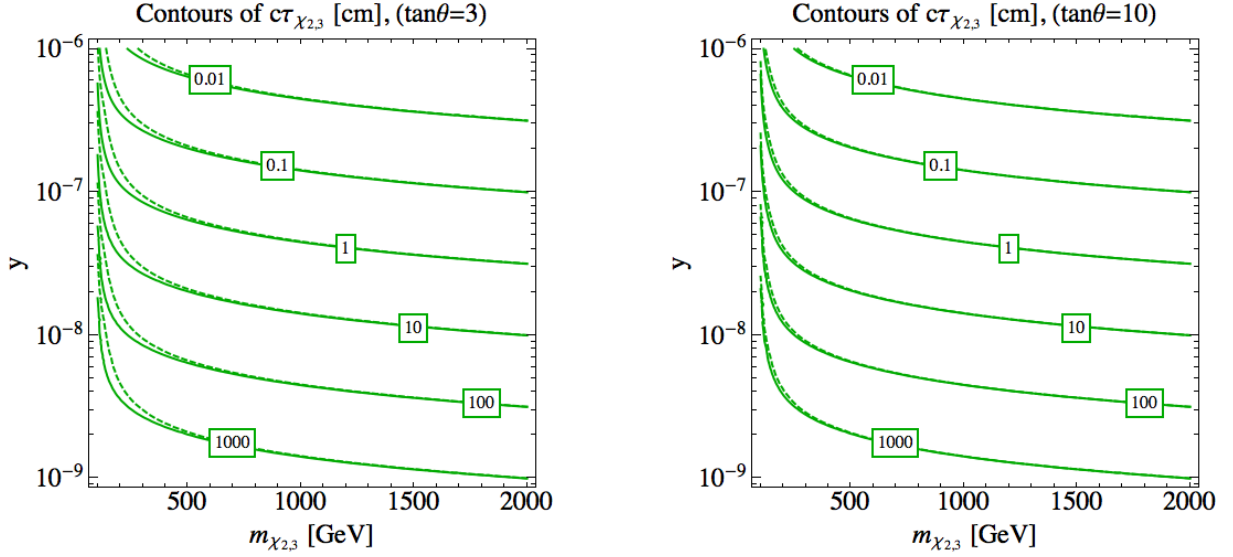 Contours of cτχ2,3 [cm], (tanθ=3)
10⁻⁶
10⁻⁷
10⁻⁸
10⁻⁹
y
0.01
0.1
1
10
100
1000
500 1000 1500 2000
mχ2,3 [GeV]
Contours of cτχ2,3 [cm], (tanθ=10)
10⁻⁶
10⁻⁷
10⁻⁸
10⁻⁹
y
0.01
0.1
1
10
100
1000
500 1000 1500 2000
mχ2,3 [GeV]